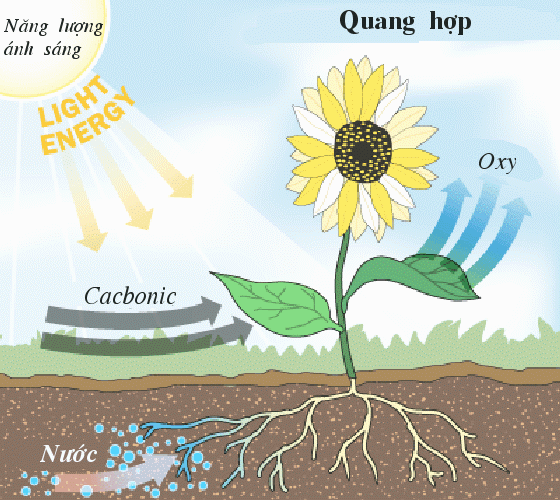 Quang hợp
Năng lượng
ánh sáng
LIGHT
ENERGY
Oxy
Cacbonic
Nước